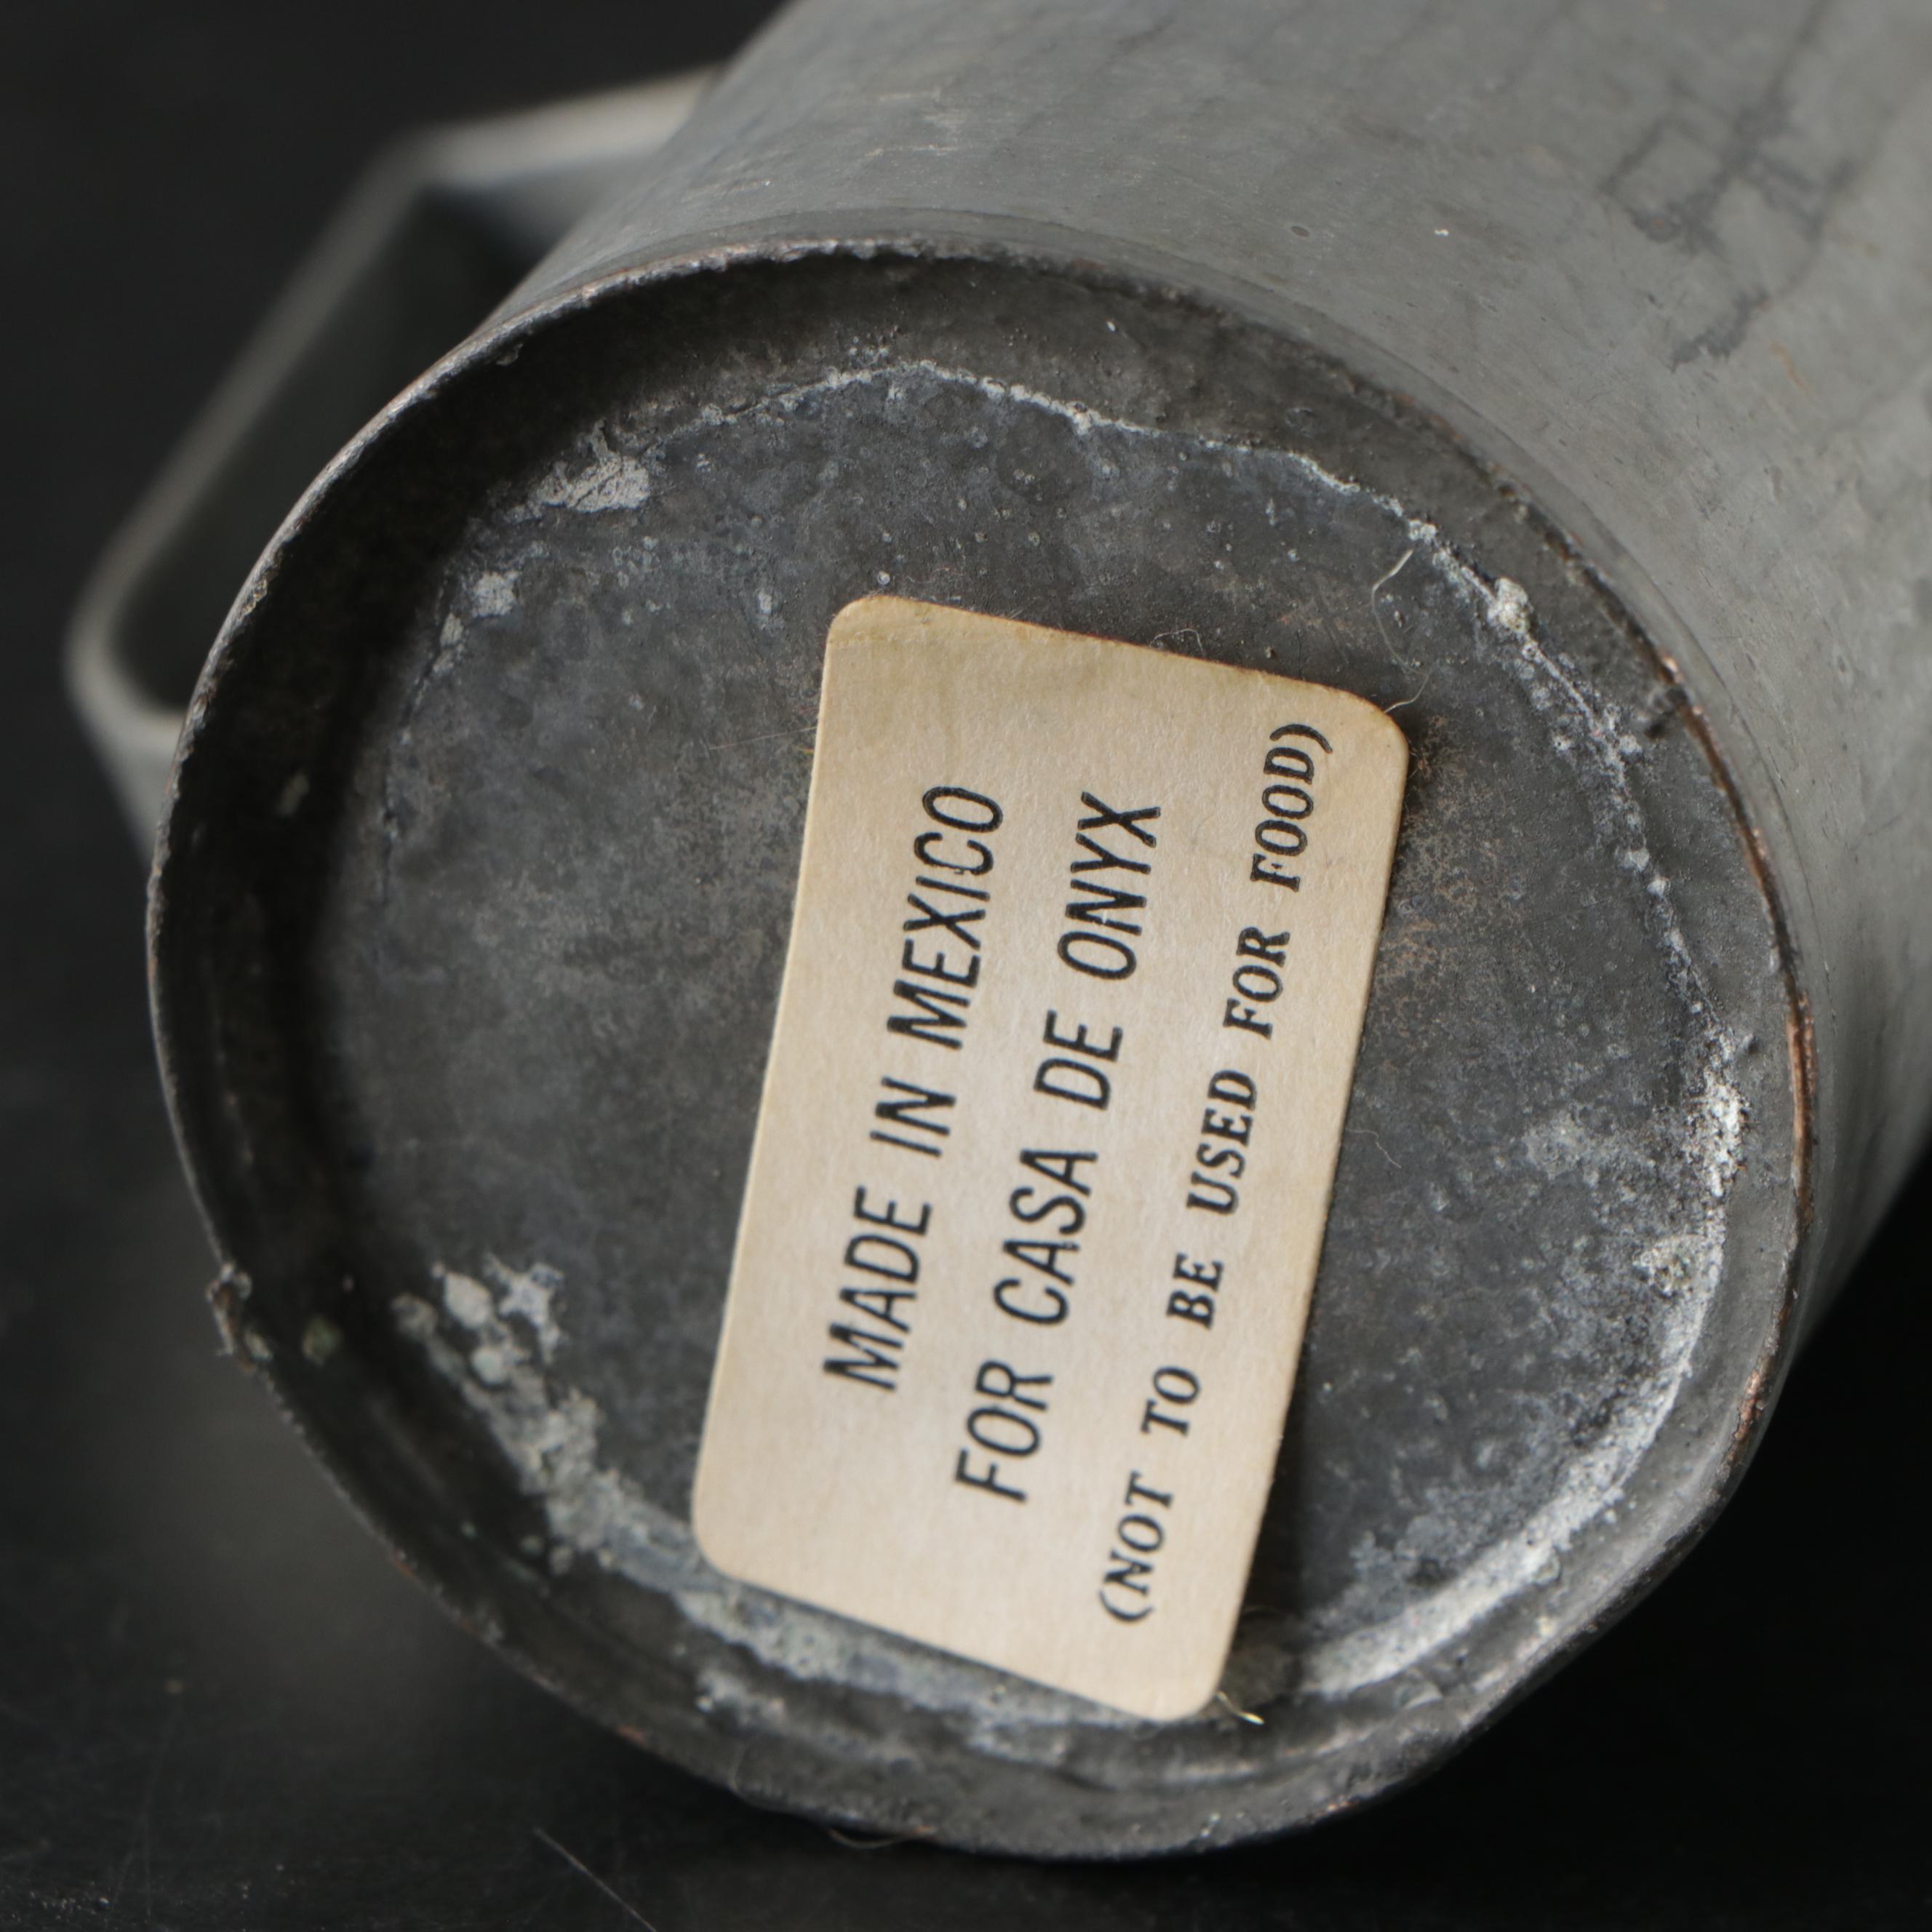 MADE IN MEXICO
FOR CASA DE ONYX
(NOT TO BE USED FOR FOOD)